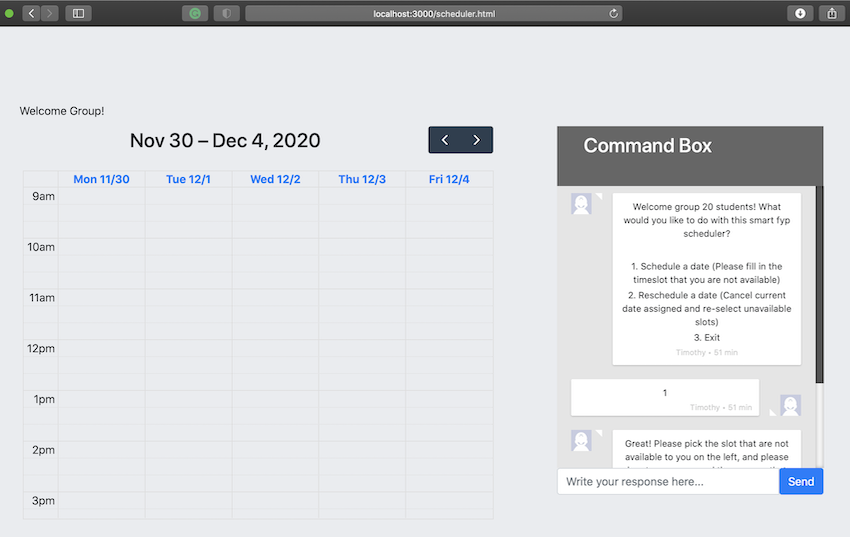 localhost:3000/scheduler.html
Welcome Group!
Nov 30 – Dec 4, 2020
Mon 11/30 Tue 12/1 Wed 12/2 Thu 12/3 Fri 12/4
9am
10am
11am
12pm
1pm
2pm
3pm
Command Box
Welcome group 20 students! What
would you like to do with this smart fyp
scheduler?
1. Schedule a date (Please fill in the
timeslot that you are not available)
2. Reschedule a date (Cancel current
date assigned and re-select unavailable
slots)
3. Exit
Timothy • 51 min
1
Timothy • 51 min
Great! Please pick the slot that are not
available to you on the left, and please
Write your response here...
Send